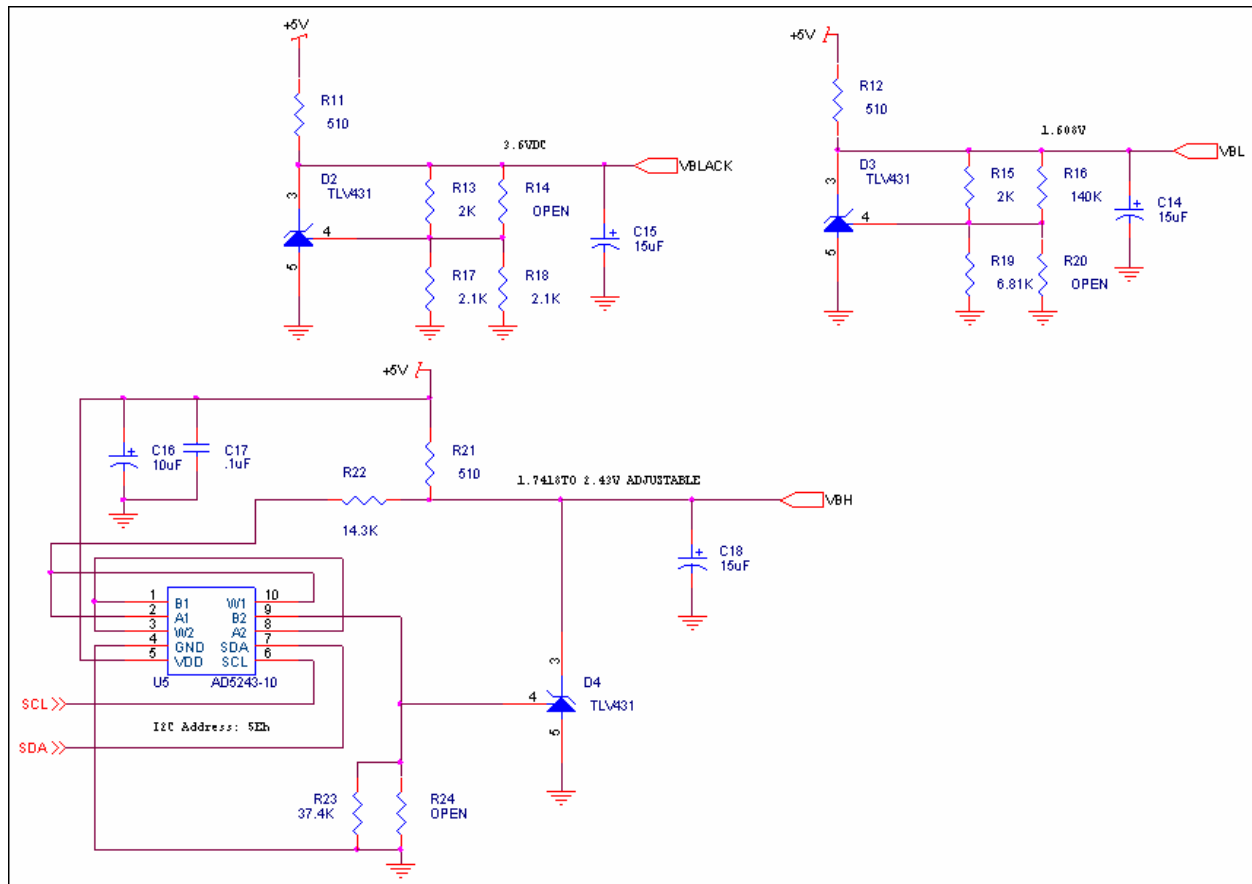 +5V
R11
510
3.6VDC
VBLACK
D2
TLV431
3
4
5
R13
2K
R14
OPEN
C15
15uF
R17
2.1K
R18
2.1K
+5V
R12
510
1.608V
VBL
D3
TLV431
3
4
5
R15
2K
R16
140K
C14
15uF
R19
6.81K
R20
OPEN
+5V
C16
10uF
C17
.1uF
R21
510
R22
14.3K
1.7418TO 2.43V ADJUSTABLE
VBH
C18
15uF
1
2
3
4
5
B1
A1
W2
GND
VDD
W1
B2
A2
SDA
SCL
10
9
8
7
6
U5
AD5243-10
SCL
I2C Address: 5Eh
SDA
3
4
5
D4
TLV431
R23
37.4K
R24
OPEN